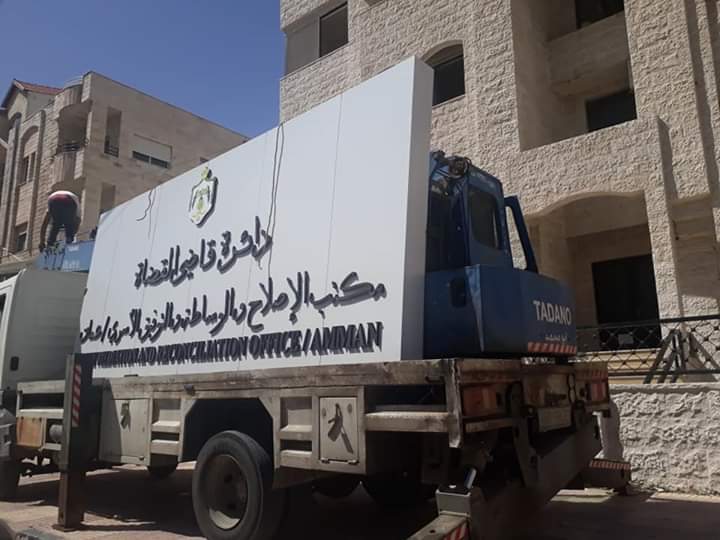 دائرة قاضي القضاة
مكتب الإصلاح والوساطة والتوفيق الأسري/عمان
MEDIATION AND RECONCILIATION OFFICE/AMMAN
TADANO